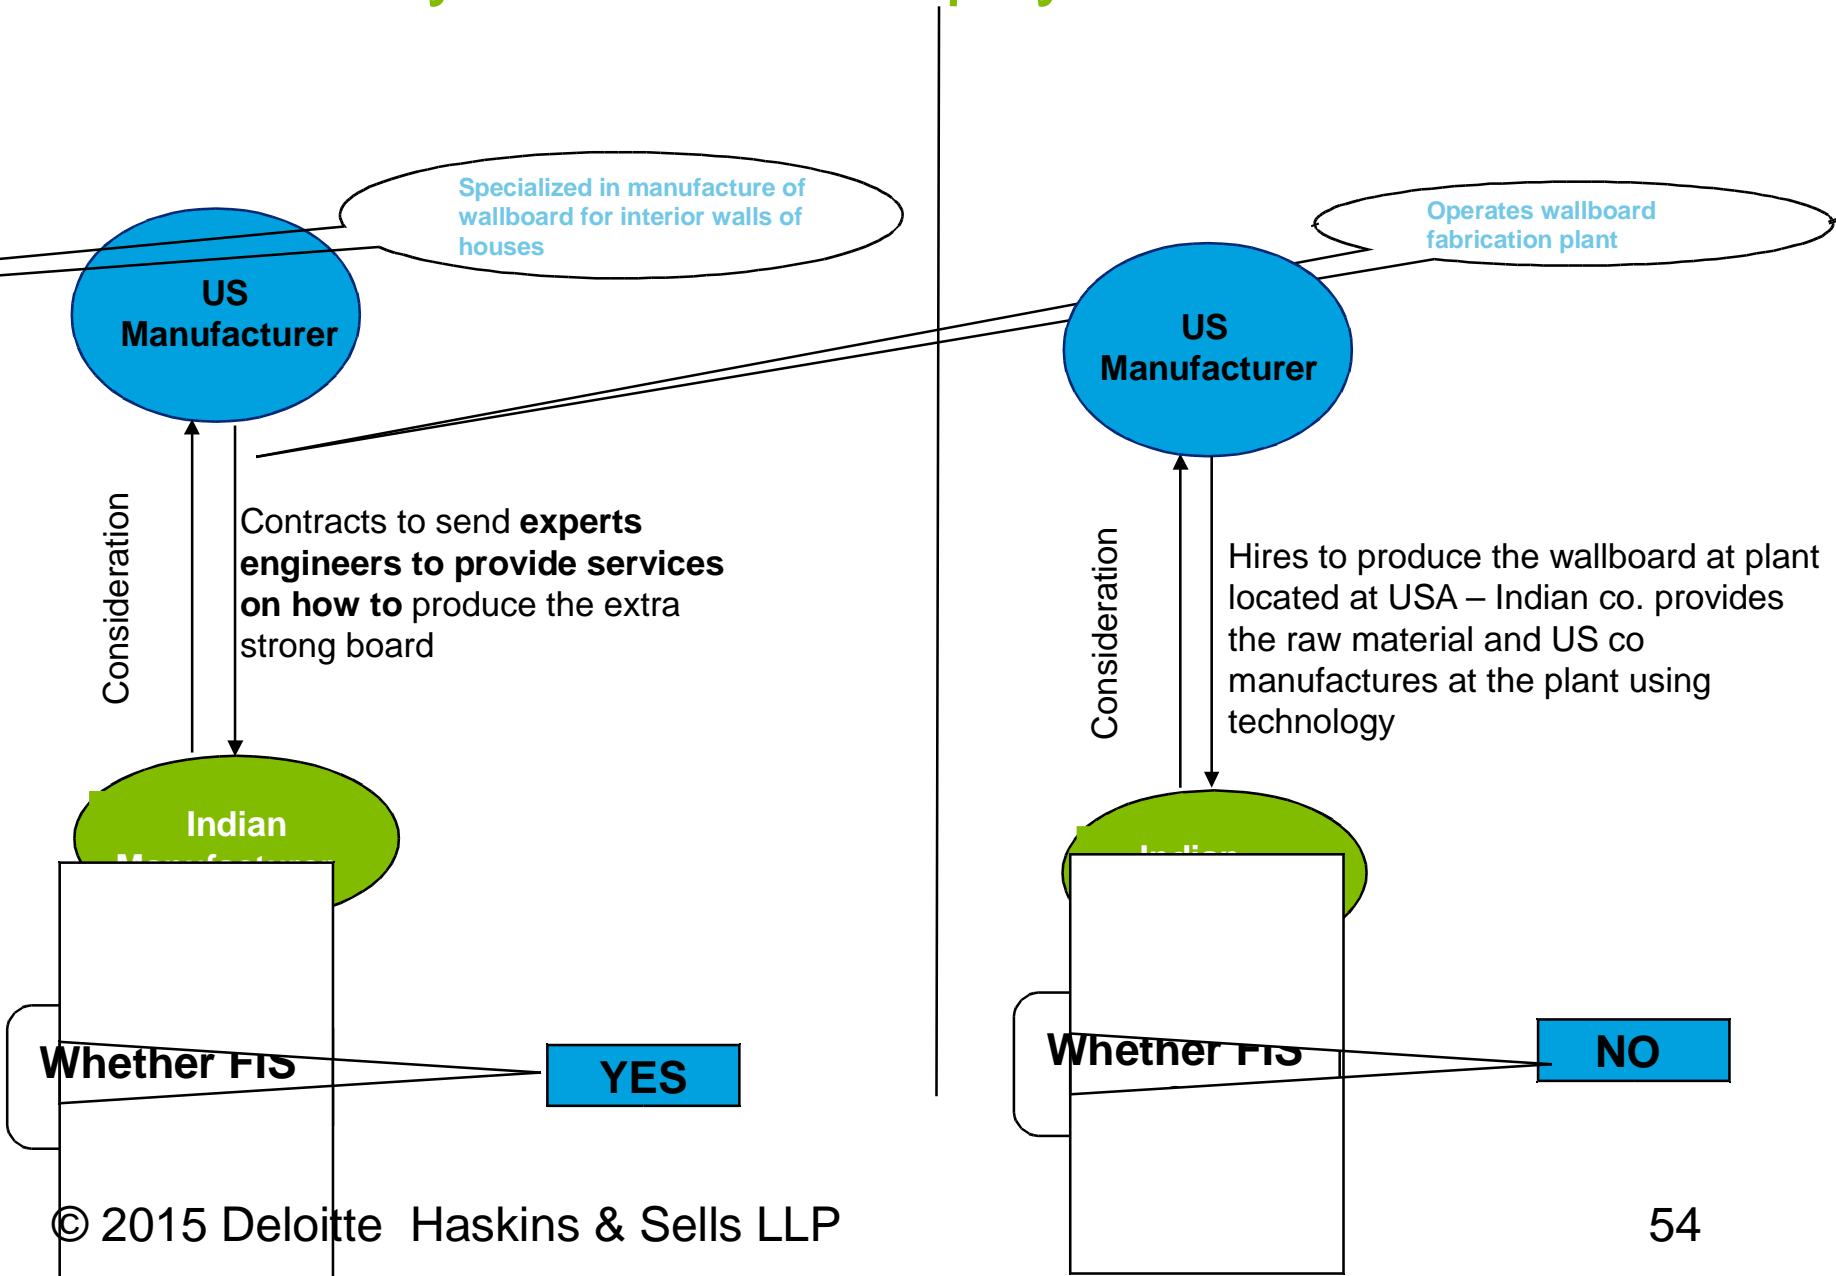 Specialized in manufacture of
wallboard for interior walls of
houses
US
Manufacturer
Consideration
Contracts to send experts
engineers to provide services
on how to produce the extra
strong board
Indian
Manufacturer
Whether FIS
YES
Operates wallboard
fabrication plant
US
Manufacturer
Consideration
Hires to produce the wallboard at plant
located at USA – Indian co. provides
the raw material and US co
manufactures at the plant using
technology
Indian
Whether FIS
NO
© 2015 Deloitte Haskins & Sells LLP
54